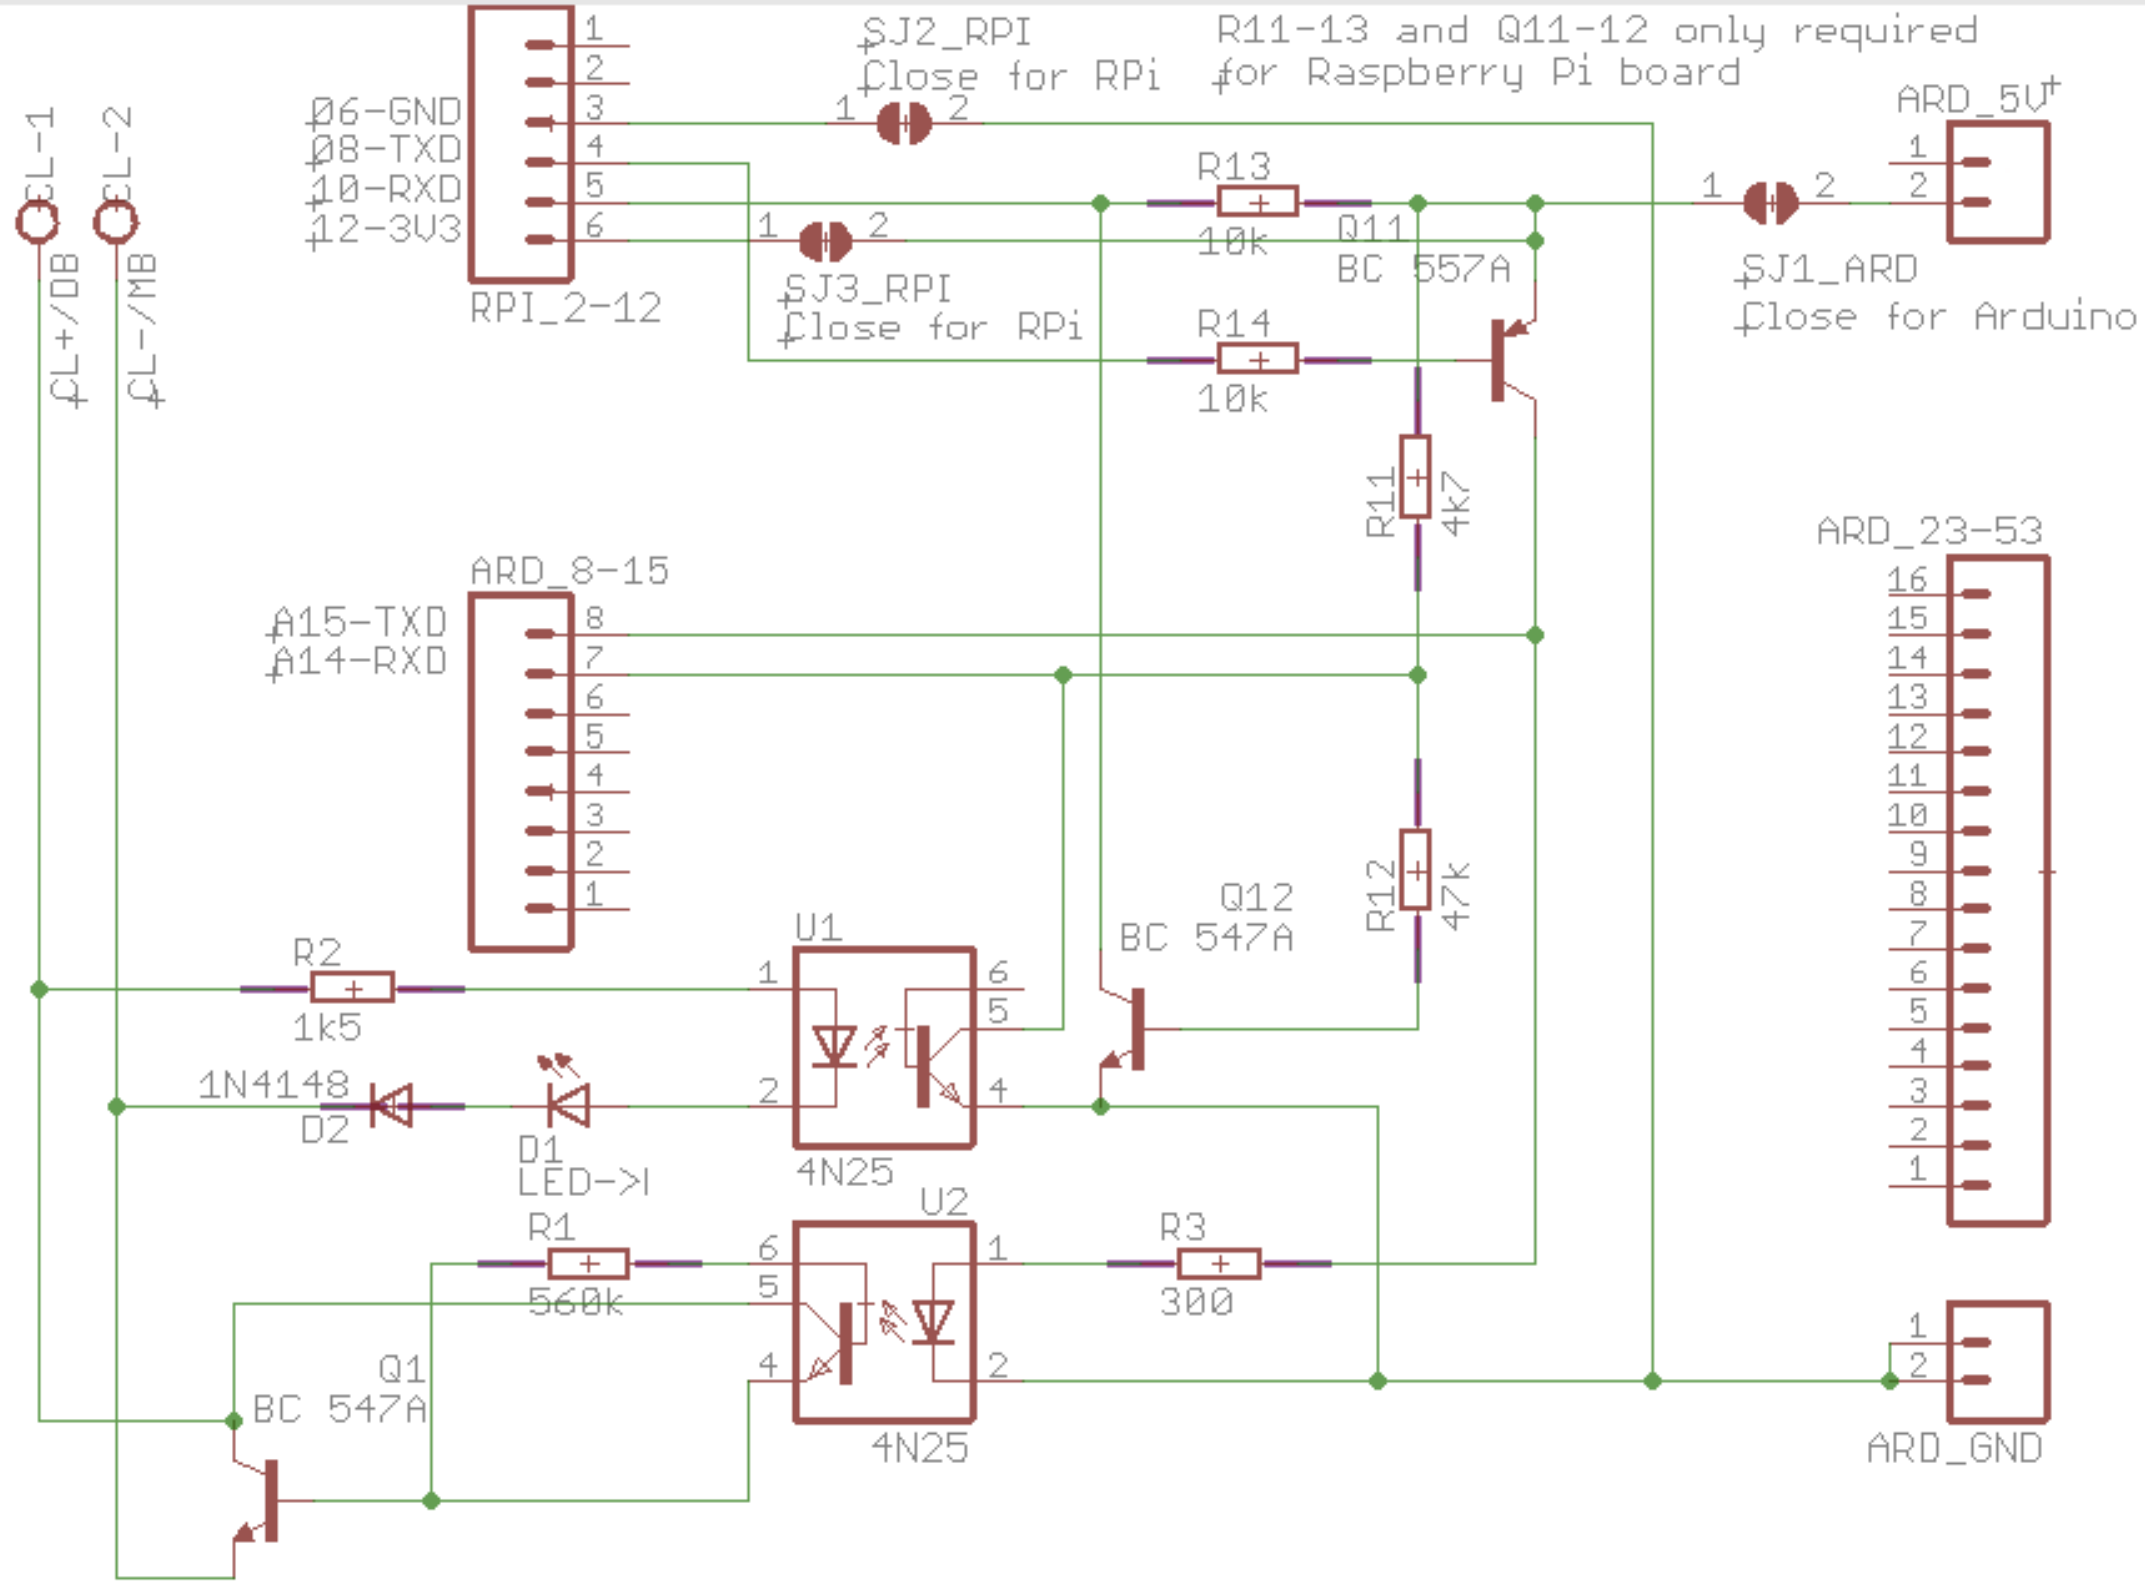 SJ2_RPI
Close for RPi
R11-13 and Q11-12 only required
for Raspberry Pi board
1
2
3
4
5
6
06-GND
08-TXD
10-RXD
12-3V3
RPI_2-12
1
2
1
2
SJ3_RPI
Close for RPi
R13
10k
Q11
BC 557A
R14
10k
ARD_5V
1
2
1
2
SJ1_ARD
Close for Arduino
CL-1
CL+/DB
CL-2
CL-/MB
R11
4k7
ARD_8-15
A15-TXD
A14-RXD
8
7
6
5
4
3
2
1
ARD_23-53
16
15
14
13
12
11
10
9
8
7
6
5
4
3
2
1
R12
47k
Q12
BC 547A
U1
1
2
6
5
4
4N25
R2
1k5
1N4148
D2
D1
LED->I
U2
6
5
4
1
2
4N25
R1
560k
R3
300
Q1
BC 547A
1
2
ARD_GND